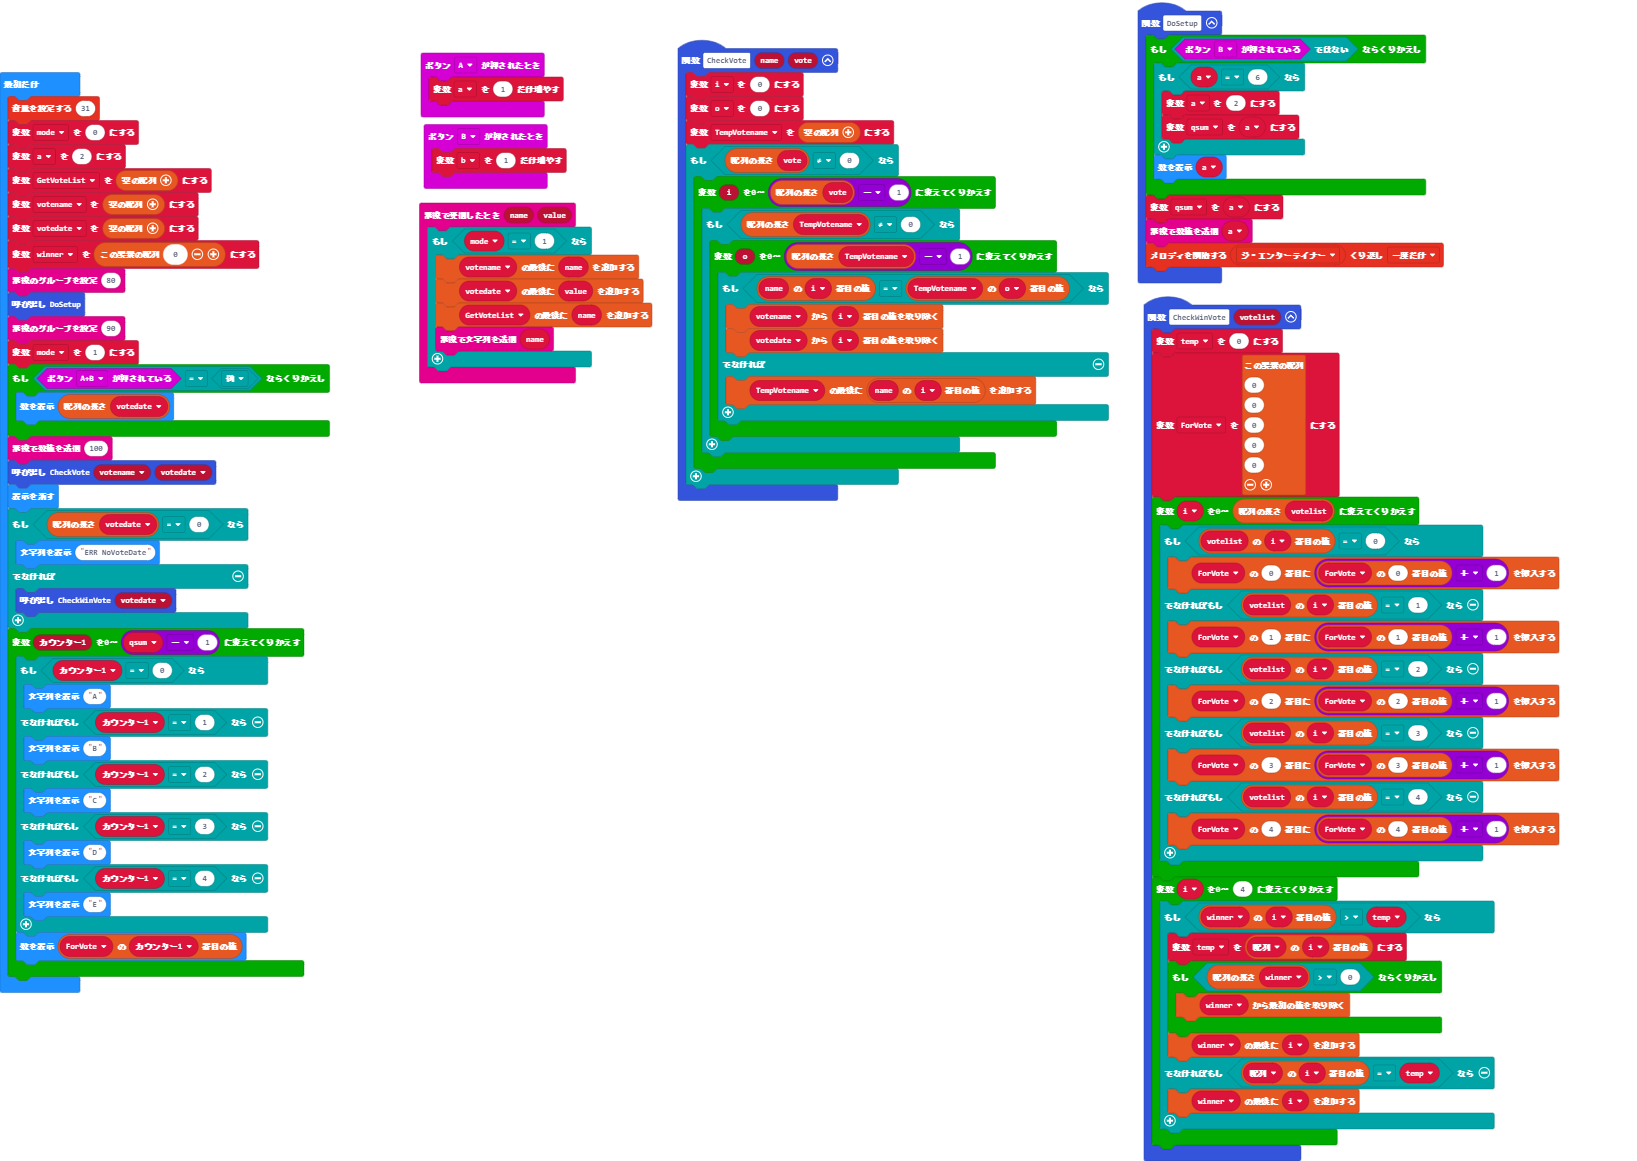 最初だけ
音量を設定する 31
変数 mode を 0 にする
変数 a を 2 にする
変数 GetVoteList を 空の配列 にする
変数 votename を 空の配列 にする
変数 votedate を 空の配列 にする
変数 winner を この要素の配列 0 にする
無線のグループを設定 80
呼び出し DoSetup
無線のグループを設定 90
変数 mode を 1 にする
もし ボタン A+B が押されている = 偽 ならくりかえし
数を表示 配列の長さ votedate
無線で数値を送信 100
呼び出し CheckVote votename votedate
表示を消す
もし 配列の長さ votedate = 0 なら
文字列を表示 "ERR NoVoteDate"
でなければ
呼び出し CheckWinVote votedate
変数 カウンター1 を0～ qsum － 1 に変えてくりかえす
もし カウンター1 = 0 なら
文字列を表示 "A"
でなければもし カウンター1 = 1 なら
文字列を表示 "B"
でなければもし カウンター1 = 2 なら
文字列を表示 "C"
でなければもし カウンター1 = 3 なら
文字列を表示 "D"
でなければもし カウンター1 = 4 なら
文字列を表示 "E"
数を表示 ForVote の カウンター1 番目の値
ボタン A が押されたとき
変数 a を 1 だけ増やす
ボタン B が押されたとき
変数 b を 1 だけ増やす
無線で受信したとき name value
もし mode = 1 なら
votename の最後に name を追加する
votedate の最後に value を追加する
GetVoteList の最後に name を追加する
無線で文字列を送信 name
関数 CheckVote name vote
変数 i を 0 にする
変数 o を 0 にする
変数 TempVotename を 空の配列 にする
もし 配列の長さ vote ≠ 0 なら
変数 i を0～ 配列の長さ vote － 1 に変えてくりかえす
もし 配列の長さ TempVotename ≠ 0 なら
変数 o を0～ 配列の長さ TempVotename － 1 に変えてくりかえす
もし name の i 番目の値 = TempVotename の o 番目の値 なら
votename から i 番目の値を取り除く
votedate から i 番目の値を取り除く
でなければ
TempVotename の最後に name の i 番目の値 を追加する
関数 DoSetup
もし ボタン B が押されている ではない ならくりかえし
もし a = 6 なら
変数 a を 2 にする
変数 qsum を a にする
数を表示 a
変数 qsum を a にする
無線で数値を送信 a
メロディを開始する ジ・エンターテイナー くり返し 一度だけ
関数 CheckWinVote votelist
変数 temp を 0 にする
変数 ForVote を この要素の配列 0 0 0 0 0 にする
変数 i を0～ 配列の長さ votelist に変えてくりかえす
もし votelist の i 番目の値 = 0 なら
ForVote の 0 番目に ForVote の 0 番目の値 ＋ 1 を挿入する
でなければもし votelist の i 番目の値 = 1 なら
ForVote の 1 番目に ForVote の 1 番目の値 ＋ 1 を挿入する
でなければもし votelist の i 番目の値 = 2 なら
ForVote の 2 番目に ForVote の 2 番目の値 ＋ 1 を挿入する
でなければもし votelist の i 番目の値 = 3 なら
ForVote の 3 番目に ForVote の 3 番目の値 ＋ 1 を挿入する
でなければもし votelist の i 番目の値 = 4 なら
ForVote の 4 番目に ForVote の 4 番目の値 ＋ 1 を挿入する
変数 i を0～ 4 に変えてくりかえす
もし winner の i 番目の値 > temp なら
変数 temp を 配列 の i 番目の値 にする
もし 配列の長さ winner > 0 ならくりかえし
winner から最初の値を取り除く
winner の最後に i を追加する
でなければもし 配列 の i 番目の値 = temp なら
winner の最後に i を追加する